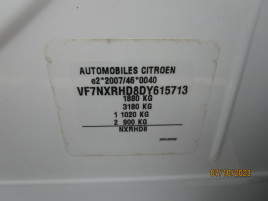 AUTOMOBILES CITROEN
e2*2007/46*0040
VF7NXRHD8DY615713
1880 KG
3180 KG
1 1020 KG
2 900 KG
NXRHD8